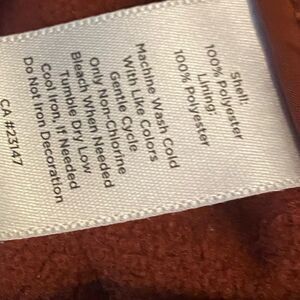 Shell:
100% Polyester
Lining:
100% Polyester
Machine Wash Cold
With Like Colors
Gentle Cycle
Only Non-Chlorine
Bleach When Needed
Tumble Dry Low
Cool Iron, If Needed
Do Not Iron Decoration
CA #23147